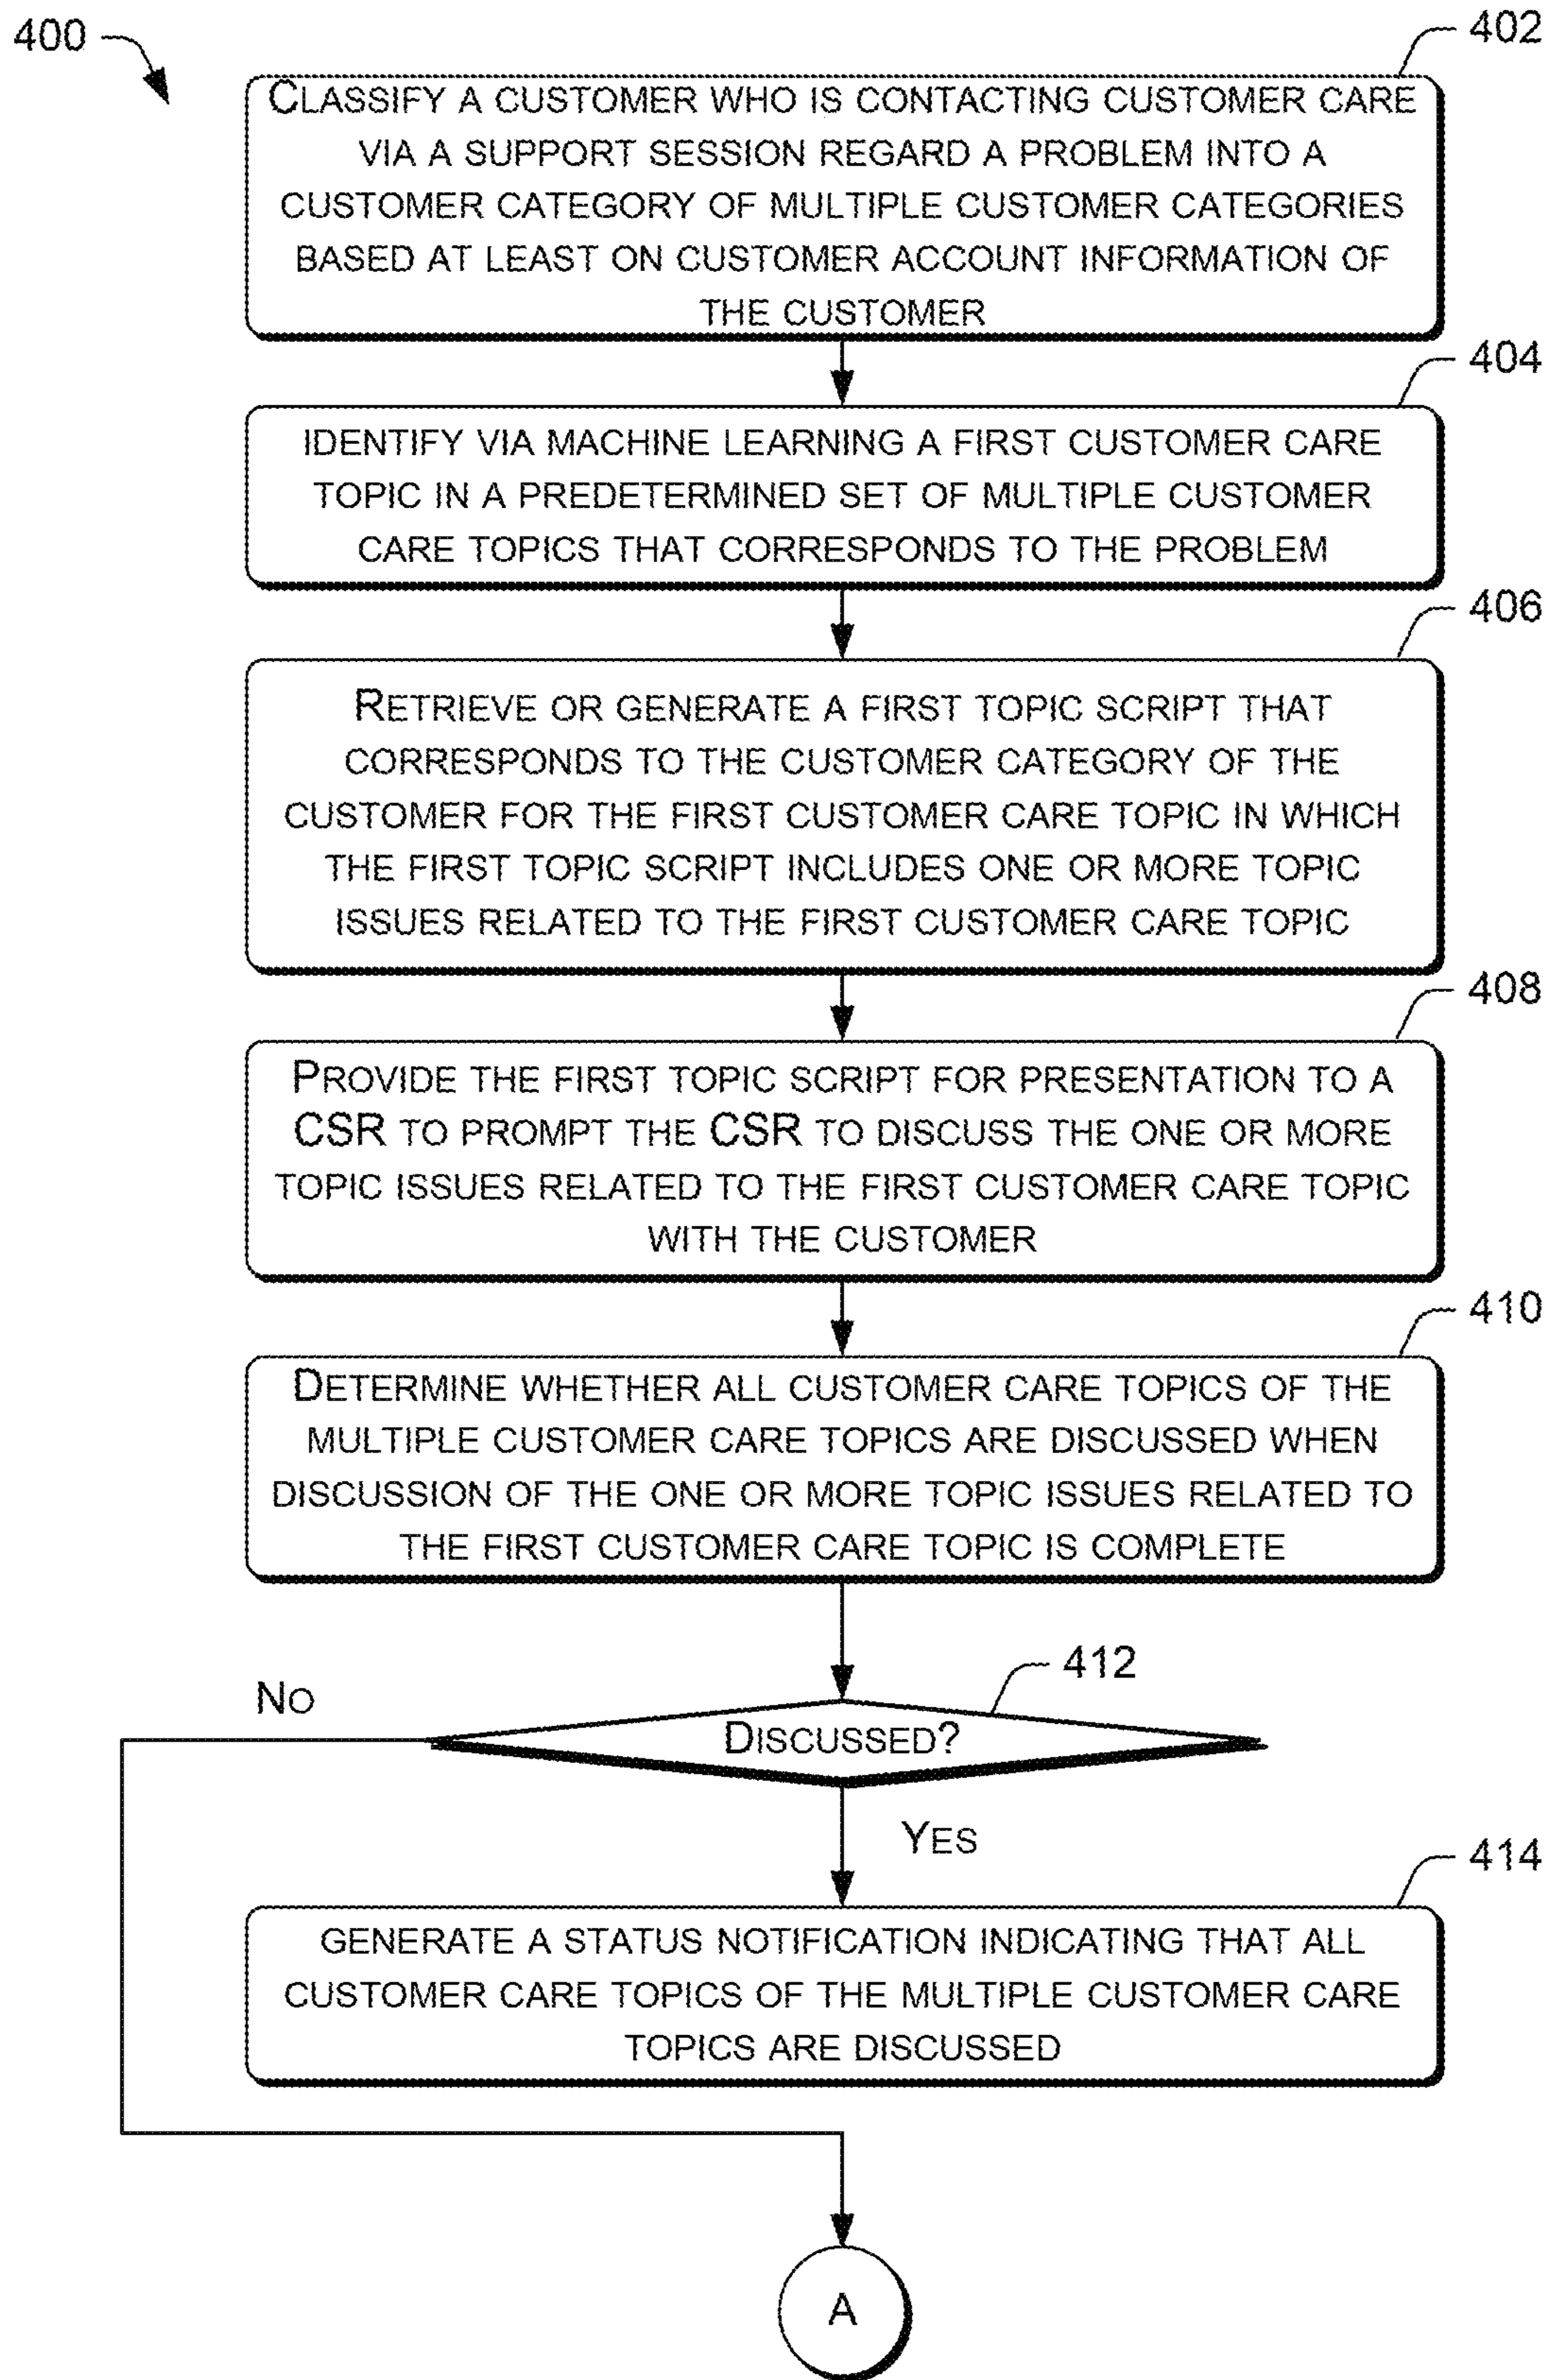 400
402
CLASSIFY A CUSTOMER WHO IS CONTACTING CUSTOMER CARE
VIA A SUPPORT SESSION REGARD A PROBLEM INTO A
CUSTOMER CATEGORY OF MULTIPLE CUSTOMER CATEGORIES
BASED AT LEAST ON CUSTOMER ACCOUNT INFORMATION OF
THE CUSTOMER
404
IDENTIFY VIA MACHINE LEARNING A FIRST CUSTOMER CARE
TOPIC IN A PREDETERMINED SET OF MULTIPLE CUSTOMER
CARE TOPICS THAT CORRESPONDS TO THE PROBLEM
406
RETRIEVE OR GENERATE A FIRST TOPIC SCRIPT THAT
CORRESPONDS TO THE CUSTOMER CATEGORY OF THE
CUSTOMER FOR THE FIRST CUSTOMER CARE TOPIC IN WHICH
THE FIRST TOPIC SCRIPT INCLUDES ONE OR MORE TOPIC
ISSUES RELATED TO THE FIRST CUSTOMER CARE TOPIC
408
PROVIDE THE FIRST TOPIC SCRIPT FOR PRESENTATION TO A
CSR TO PROMPT THE CSR TO DISCUSS THE ONE OR MORE
TOPIC ISSUES RELATED TO THE FIRST CUSTOMER CARE TOPIC
WITH THE CUSTOMER
410
DETERMINE WHETHER ALL CUSTOMER CARE TOPICS OF THE
MULTIPLE CUSTOMER CARE TOPICS ARE DISCUSSED WHEN
DISCUSSION OF THE ONE OR MORE TOPIC ISSUES RELATED TO
THE FIRST CUSTOMER CARE TOPIC IS COMPLETE
412
NO
DISCUSSED?
YES
414
GENERATE A STATUS NOTIFICATION INDICATING THAT ALL
CUSTOMER CARE TOPICS OF THE MULTIPLE CUSTOMER CARE
TOPICS ARE DISCUSSED
A